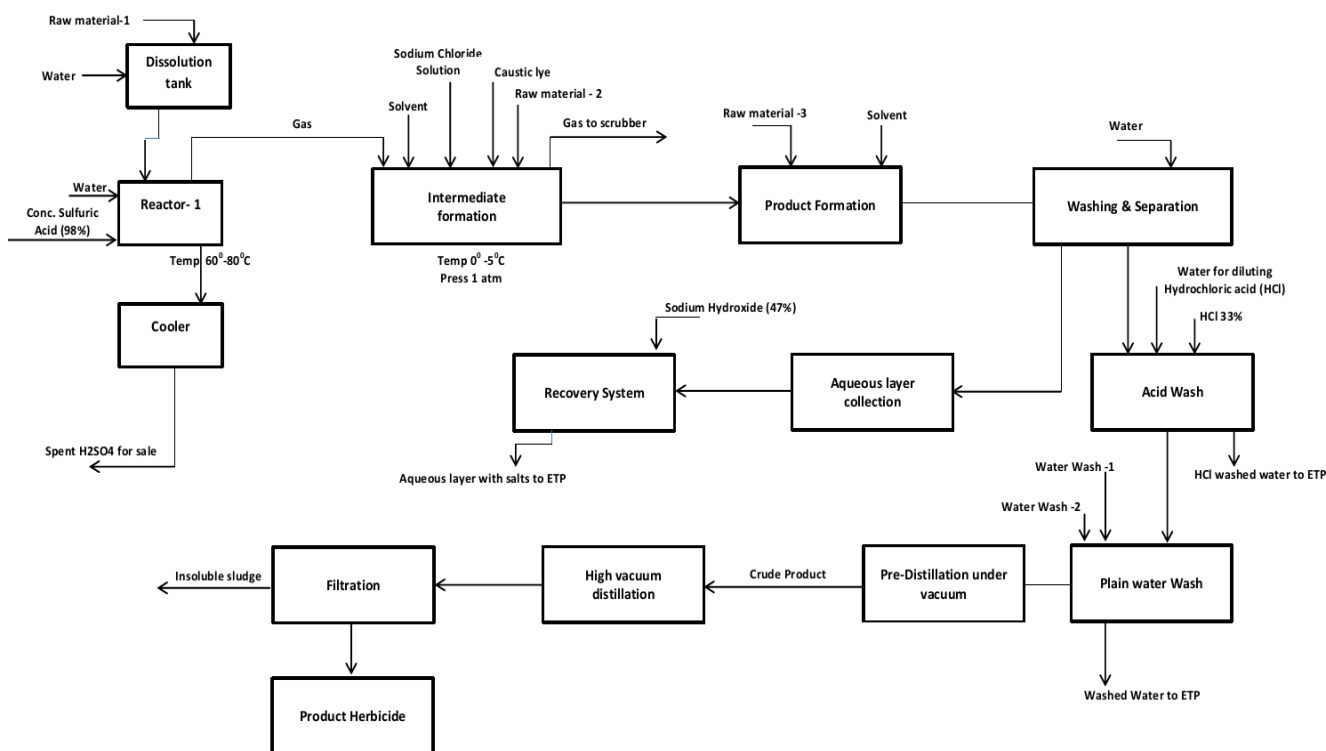 Raw material-1
Dissolution
tank
Water
Sodium Chloride
Solution
Caustic lye
Raw material - 2
Solvent
Gas
Gas to scrubber
Raw material -3
Solvent
Water
Water
Conc. Sulfuric
Acid (98%)
Reactor- 1
Intermediate
formation
Product Formation
Washing & Separation
Temp 60⁰-80⁰C
Temp 0⁰ -5⁰C
Press 1 atm
Water for diluting
Hydrochloric acid (HCl)
HCl 33%
Cooler
Sodium Hydroxide (47%)
Recovery System
Aqueous layer
collection
Acid Wash
Spent H2SO4 for sale
Aqueous layer with salts to ETP
HCl washed water to ETP
Water Wash -1
Water Wash -2
Insoluble sludge
Filtration
High vacuum
distillation
Crude Product
Pre-Distillation under
vacuum
Plain water Wash
Washed Water to ETP
Product Herbicide